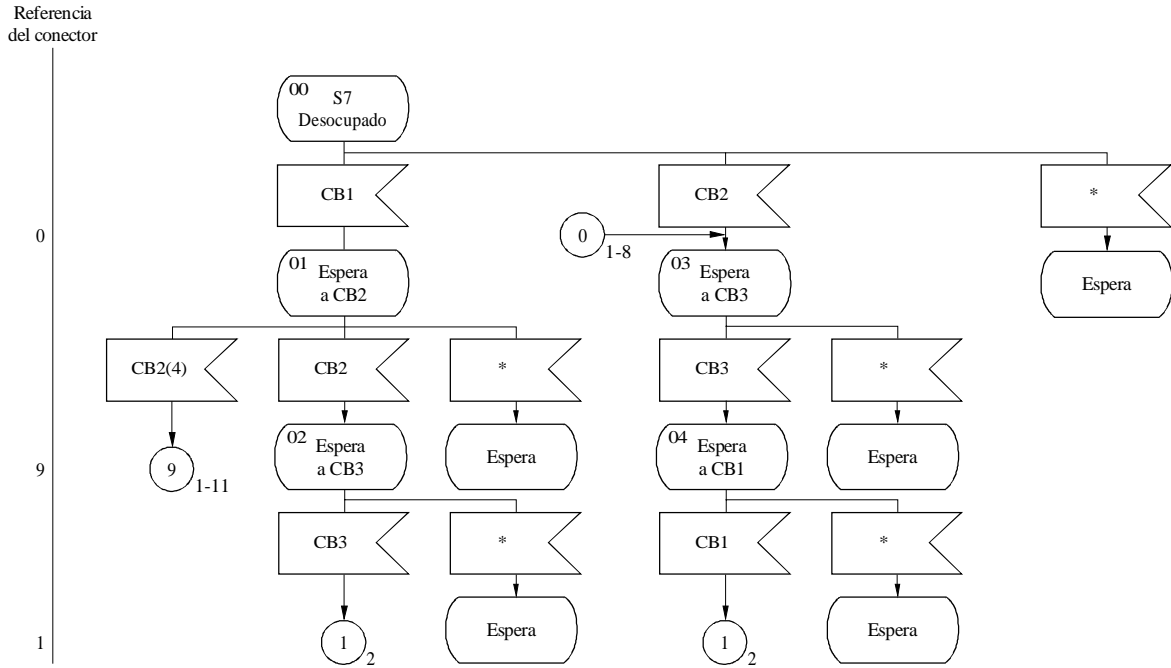 Referencia
del conector
00
S7
Desocupado
CB1
CB2
*
0
0
1-8
01
Espera
a CB2
03
Espera
a CB3
Espera
CB2(4)
CB2
*
CB3
*
02
Espera
a CB3
Espera
04
Espera
a CB1
Espera
9
9
1-11
CB3
*
CB1
*
1
1
2
Espera
1
2
Espera